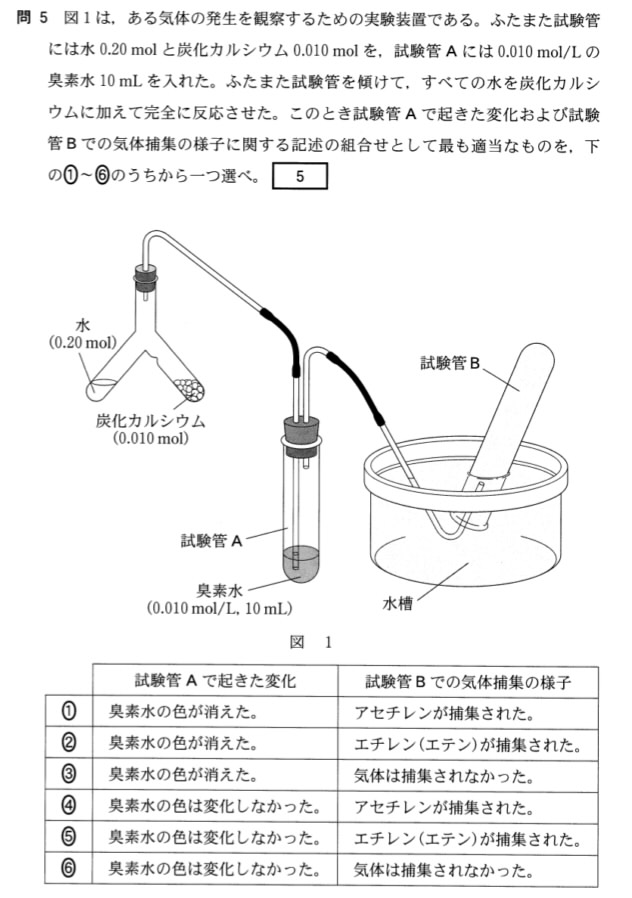 問 5 図1は，ある気体の発生を観察するための実験装置である。ふたまた試験管
には水 0.20 mol と炭化カルシウム 0.010 mol を，試験管 A には 0.010 mol/L の
臭素水 10 mL を入れた。ふたまた試験管を傾けて，すべての水を炭化カルシ
ウムに加えて完全に反応させた。このとき試験管 A で起きた変化および試験
管 B での気体捕集の様子に関する記述の組合せとして最も適当なものを，下
の①～⑥のうちから一つ選べ。 5
水
(0.20 mol)
炭化カルシウム
(0.010 mol)
試験管 B
試験管 A
臭素水
(0.010 mol/L, 10 mL)
水槽
図 1
試験管 A で起きた変化 試験管 B での気体捕集の様子
① 臭素水の色が消えた。 アセチレンが捕集された。
② 臭素水の色が消えた。 エチレン(エテン)が捕集された。
③ 臭素水の色が消えた。 気体は捕集されなかった。
④ 臭素水の色は変化しなかった。 アセチレンが捕集された。
⑤ 臭素水の色は変化しなかった。 エチレン(エテン)が捕集された。
⑥ 臭素水の色は変化しなかった。 気体は捕集されなかった。